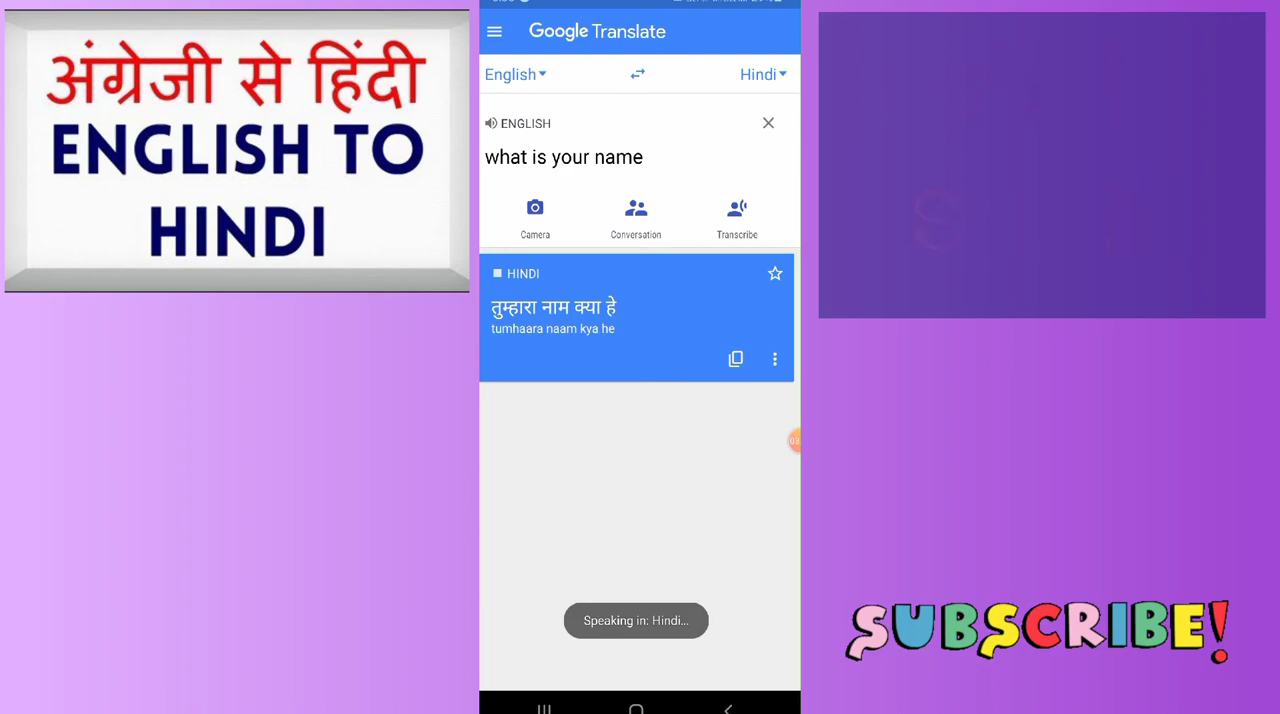 अंग्रेजी से हिंदी
ENGLISH TO
HINDI
Google Translate
English
Hindi
ENGLISH
what is your name
Camera
Conversation
Transcribe
HINDI
तुम्हारा नाम क्या हे
tumhaara naam kya he
Speaking in: Hindi...
SUBSCRIBE!